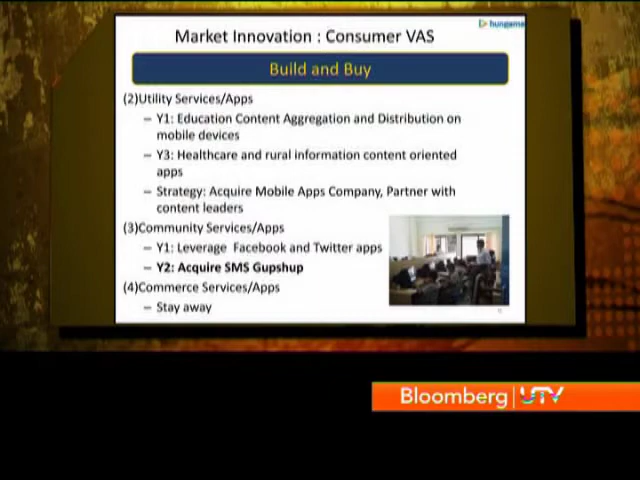 Market Innovation : Consumer VAS
hungama
Build and Buy
(2)Utility Services/Apps
– Y1: Education Content Aggregation and Distribution on
mobile devices
– Y3: Healthcare and rural information content oriented
apps
– Strategy: Acquire Mobile Apps Company, Partner with
content leaders
(3)Community Services/Apps
– Y1: Leverage Facebook and Twitter apps
– Y2: Acquire SMS Gupshup
(4)Commerce Services/Apps
– Stay away
Bloomberg | UTV